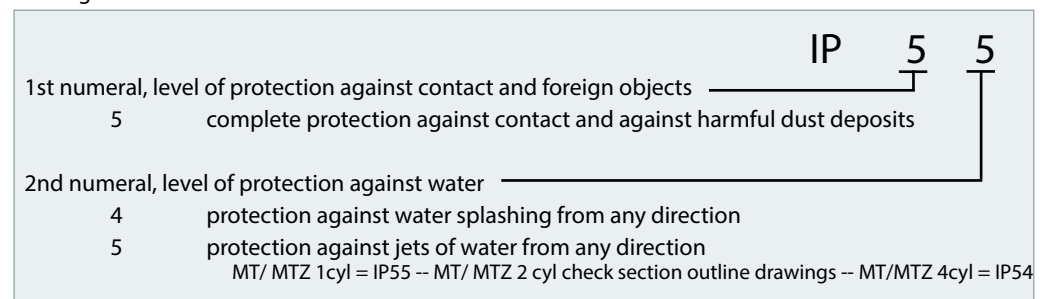 IP 5 5
1st numeral, level of protection against contact and foreign objects
5 complete protection against contact and against harmful dust deposits
2nd numeral, level of protection against water
4 protection against water splashing from any direction
5 protection against jets of water from any direction
MT/ MTZ 1cyl = IP55 -- MT/ MTZ 2 cyl check section outline drawings -- MT/MTZ 4cyl = IP54